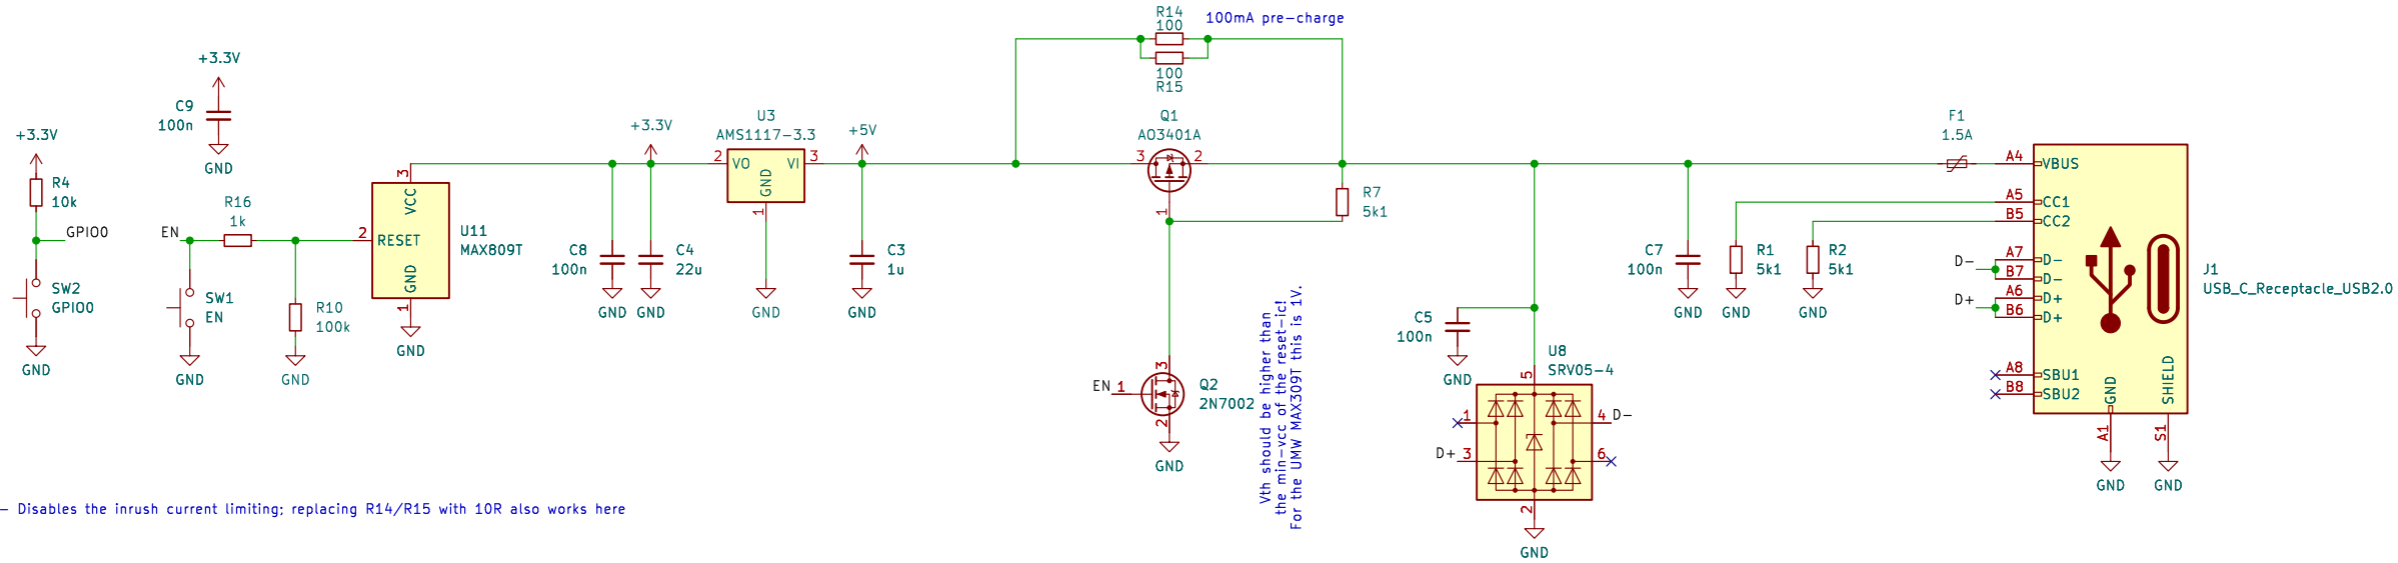 R14
100
100mA pre-charge
100
R15
+3.3V
C9
100n
GND
+3.3V
R4
10k
GPIO0
SW2
GPIO0
GND
R16
1k
EN
SW1
EN
GND
R10
100k
GND
3
VCC
2
RESET
GND
1
U11
MAX809T
GND
+3.3V
C8
100n
GND
C4
22u
GND
U3
AMS1117-3.3
2
VO
VI
3
GND
1
GND
+5V
C3
1u
GND
Q1
AO3401A
3
2
1
R7
5k1
EN
1
3
2
Q2
2N7002
GND
Vth should be higher than
the min-vcc of the reset-ic!
For the UMW MAX309T this is 1V.
C5
100n
GND
U8
SRV05-4
5
1
4
D-
D+
3
6
2
GND
C7
100n
GND
R1
5k1
GND
R2
5k1
GND
F1
1.5A
A4
VBUS
A5
CC1
B5
CC2
D-
A7
D-
B7
D-
D+
A6
D+
B6
D+
A8
SBU1
B8
SBU2
GND
SHIELD
A1
S1
GND
GND
J1
USB_C_Receptacle_USB2.0
- Disables the inrush current limiting; replacing R14/R15 with 10R also works here